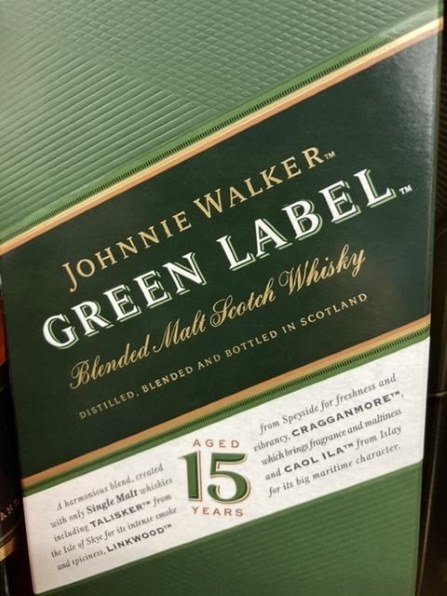 JOHNNIE WALKER™
GREEN LABEL™
Blended Malt Scotch Whisky
DISTILLED, BLENDED AND BOTTLED IN SCOTLAND
A harmonious blend, created
with only Single Malt whiskies
including TALISKER™ from
the Isle of Skye for its intense smoke
and spiciness, LINKWOOD™
AGED
15
YEARS
from Speyside for freshness and
vibrancy, CRAGGANMORE™,
which brings fragrance and maltiness
and CAOL ILA™ from Islay
for its big maritime character.